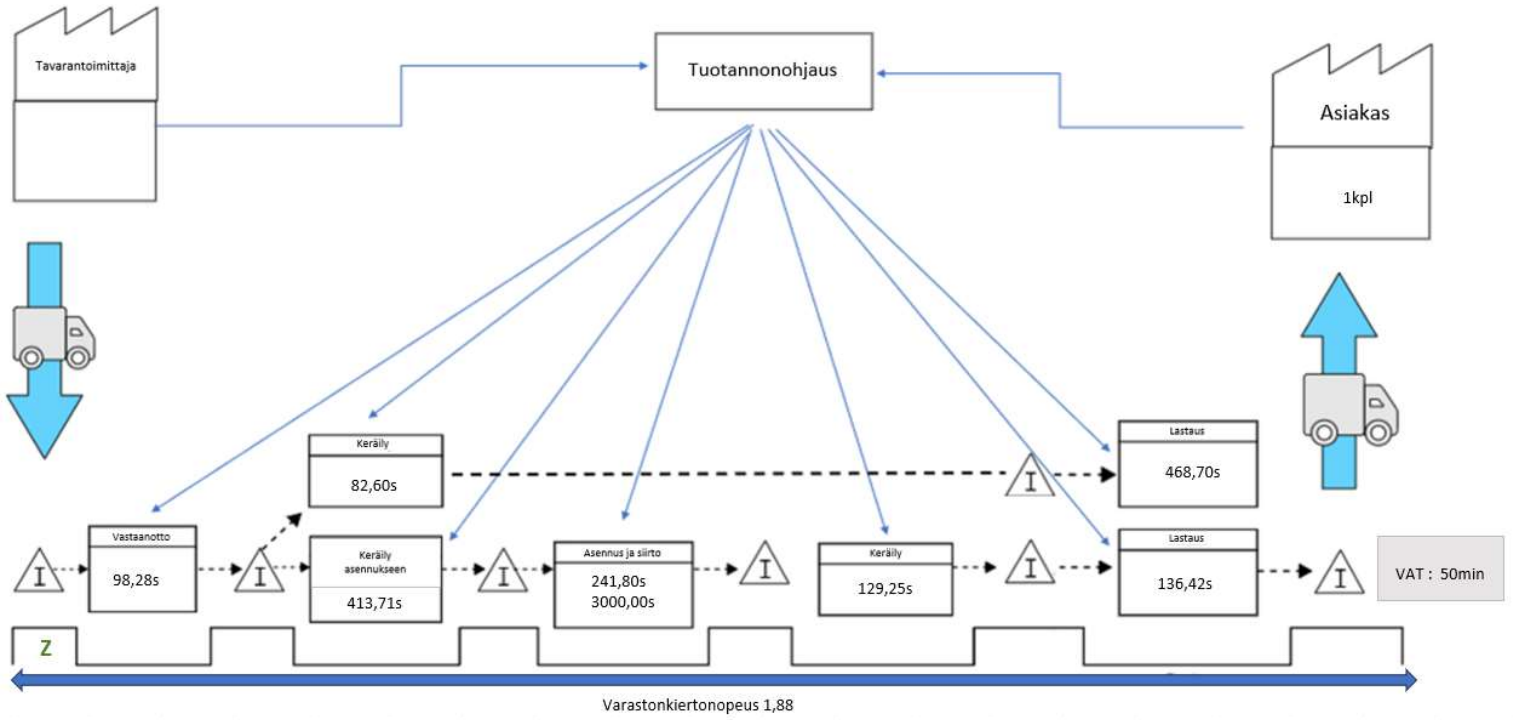 Tavarantoimittaja
Tuotannonohjaus
Asiakas
1kpl
Keräily
82,60s
Lastaus
468,70s
I
Vastaanotto
98,28s
I
I
Keräily
asennukseen
413,71s
I
Asennus ja siirto
241,80s
3000,00s
I
Keräily
129,25s
I
Lastaus
136,42s
I
VAT : 50min
Z
Varastonkiertonopeus 1,88